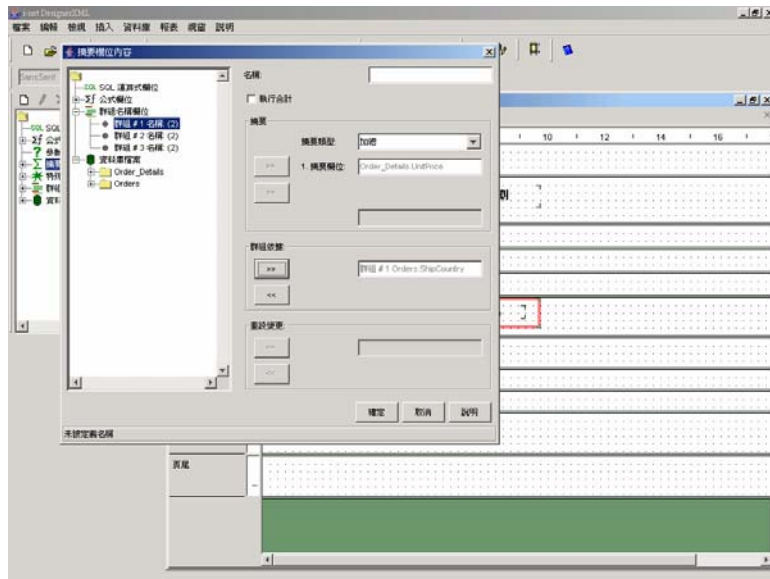 i-net DesignerXML
檔案 編輯 檢視 插入 資料庫 報表 視窗 說明
摘要欄位內容
SansSerif
SQL SQL 運算式欄位
公式欄位
群組名稱欄位
群組 # 1 名稱: (2)
群組 # 2 名稱: (2)
群組 # 3 名稱: (2)
資料庫檔案
Order_Details
Orders
名稱:
執行合計
摘要
摘要類型: 加總
>>
1. 摘要欄位: Order_Details.UnitPrice
群組依據:
>>
群組 # 1 Orders.ShipCountry
<<
重設變更:
確定 取消 說明
未被定義名稱
10 12 14 16
頁尾